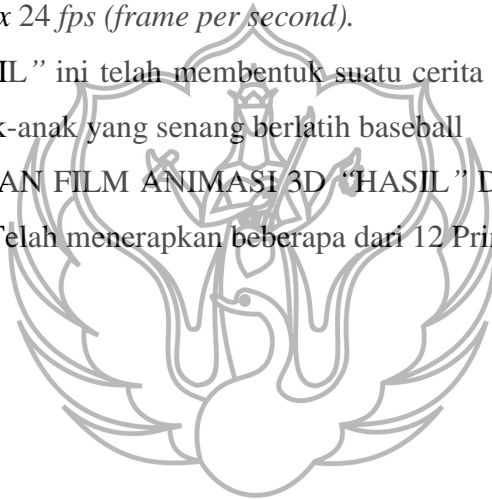 x 24 fps (frame per second).
IL” ini telah membentuk suatu cerita
k-anak yang senang berlatih baseball
AN FILM ANIMASI 3D “HASIL” D
Telah menerapkan beberapa dari 12 Prin